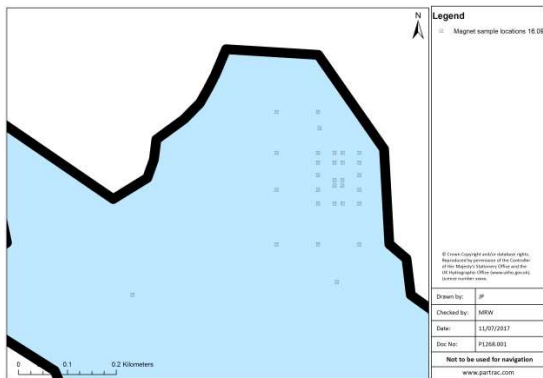 N
Legend
Magnet sample locations 16.09
© Crown Copyright and/or database rights.
Reproduced by permission of the Controller
of Her Majesty's Stationery Office and the
UK Hydrographic Office (www.ukho.gov.uk)
Drawn by: JP
Checked by: MRW
Date: 11/07/2017
Doc No: P1268.001
Not to be used for navigation
www.partrac.com
0 0.1 0.2 Kilometers